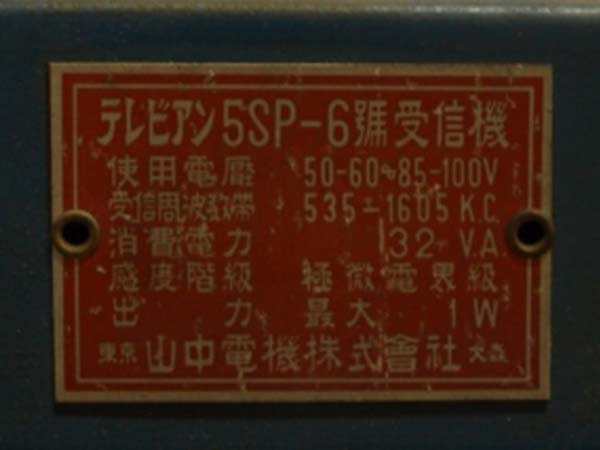 テレビアン5SP-6號受信機
使用電壓 50-60~85-100V
受信周波数帶 535-1605 K.C.
消費電力 32 V.A.
感度階級 極微電界級
出力 最大 1W
東京 山中電機株式會社 大森